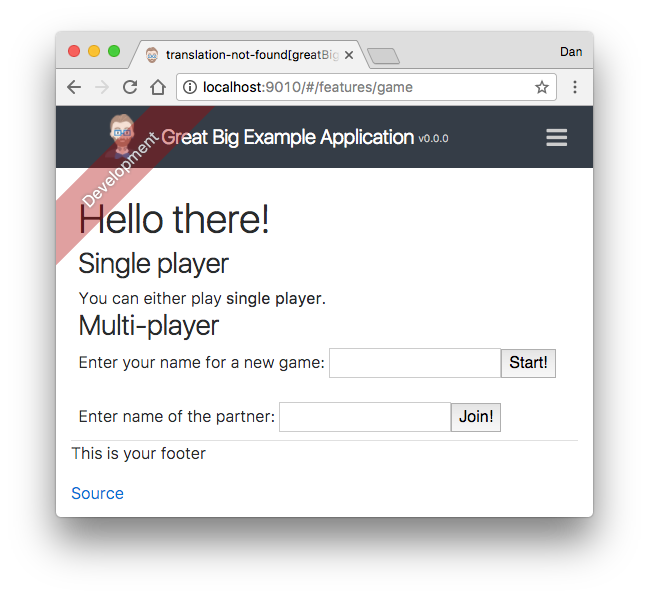 translation-not-found[greatBig
Dan
localhost:9010/#/features/game
Great Big Example Application v0.0.0
Development
Hello there!
Single player
You can either play single player.
Multi-player
Enter your name for a new game: Start!
Enter name of the partner: Join!
This is your footer
Source